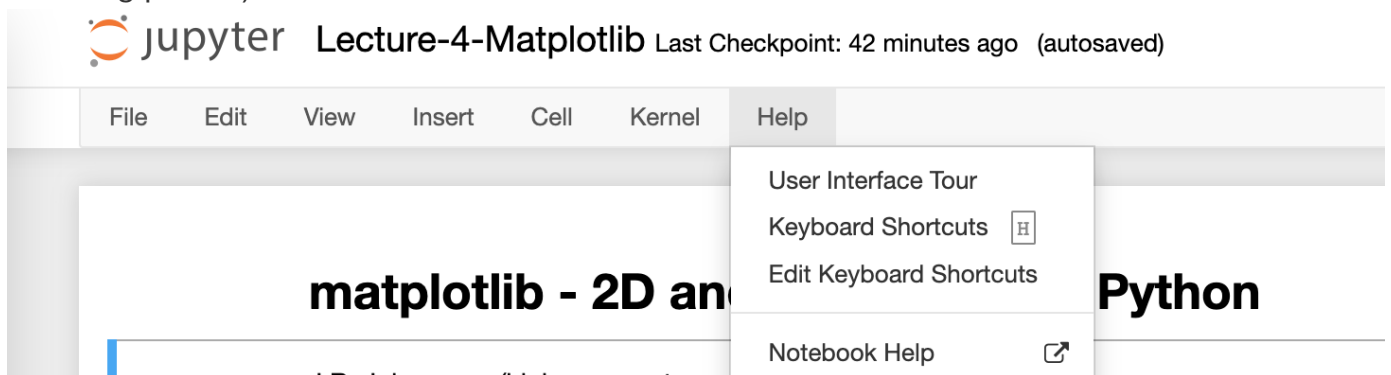 jupyter Lecture-4-Matplotlib Last Checkpoint: 42 minutes ago (autosaved)
File Edit View Insert Cell Kernel Help
User Interface Tour
Keyboard Shortcuts H
Edit Keyboard Shortcuts
matplotlib - 2D an Python
Notebook Help